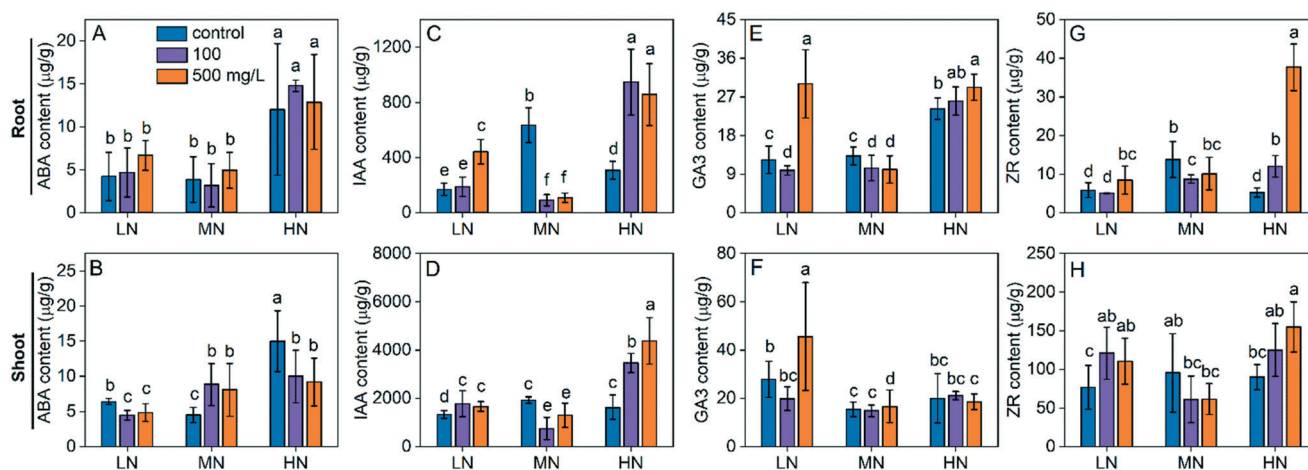 Root
ABA content (µg/g)
A
control
100
500 mg/L
20
15
10
5
0
b b b
b b b
a a a
LN MN HN
IAA content (µg/g)
C
1200
800
400
0
e e c
b f f
d a a
LN MN HN
GA3 content (µg/g)
E
45
36
27
18
9
0
c d a
c d d
b ab a
LN MN HN
ZR content (µg/g)
G
50
40
30
20
10
0
d d bc
b c bc
d b a
LN MN HN
Shoot
ABA content (µg/g)
B
25
20
15
10
5
0
b c c
c b b
a b b
LN MN HN
IAA content (µg/g)
D
8000
6000
4000
2000
0
d c c
c e e
c b a
LN MN HN
GA3 content (µg/g)
F
80
60
40
20
0
b bc a
c c d
bc bc c
LN MN HN
ZR content (µg/g)
H
250
200
150
100
50
0
bc ab ab
ab bc bc
bc ab a
LN MN HN